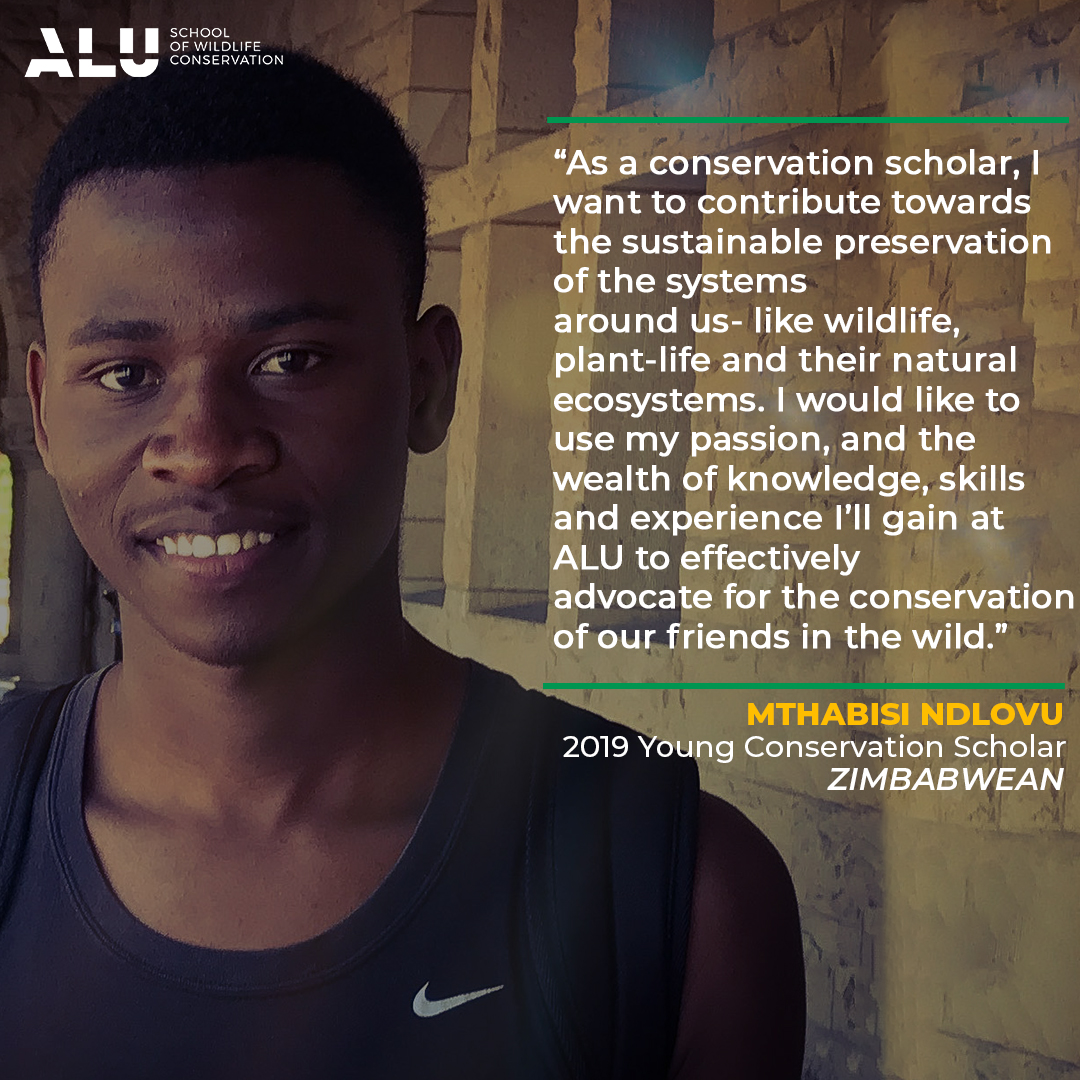 ALU
SCHOOL
OF WILDLIFE
CONSERVATION
“As a conservation scholar, I
want to contribute towards
the sustainable preservation
of the systems
around us- like wildlife,
plant-life and their natural
ecosystems. I would like to
use my passion, and the
wealth of knowledge, skills
and experience I’ll gain at
ALU to effectively
advocate for the conservation
of our friends in the wild.”
MTHABISI NDLOVU
2019 Young Conservation Scholar
ZIMBABWEAN